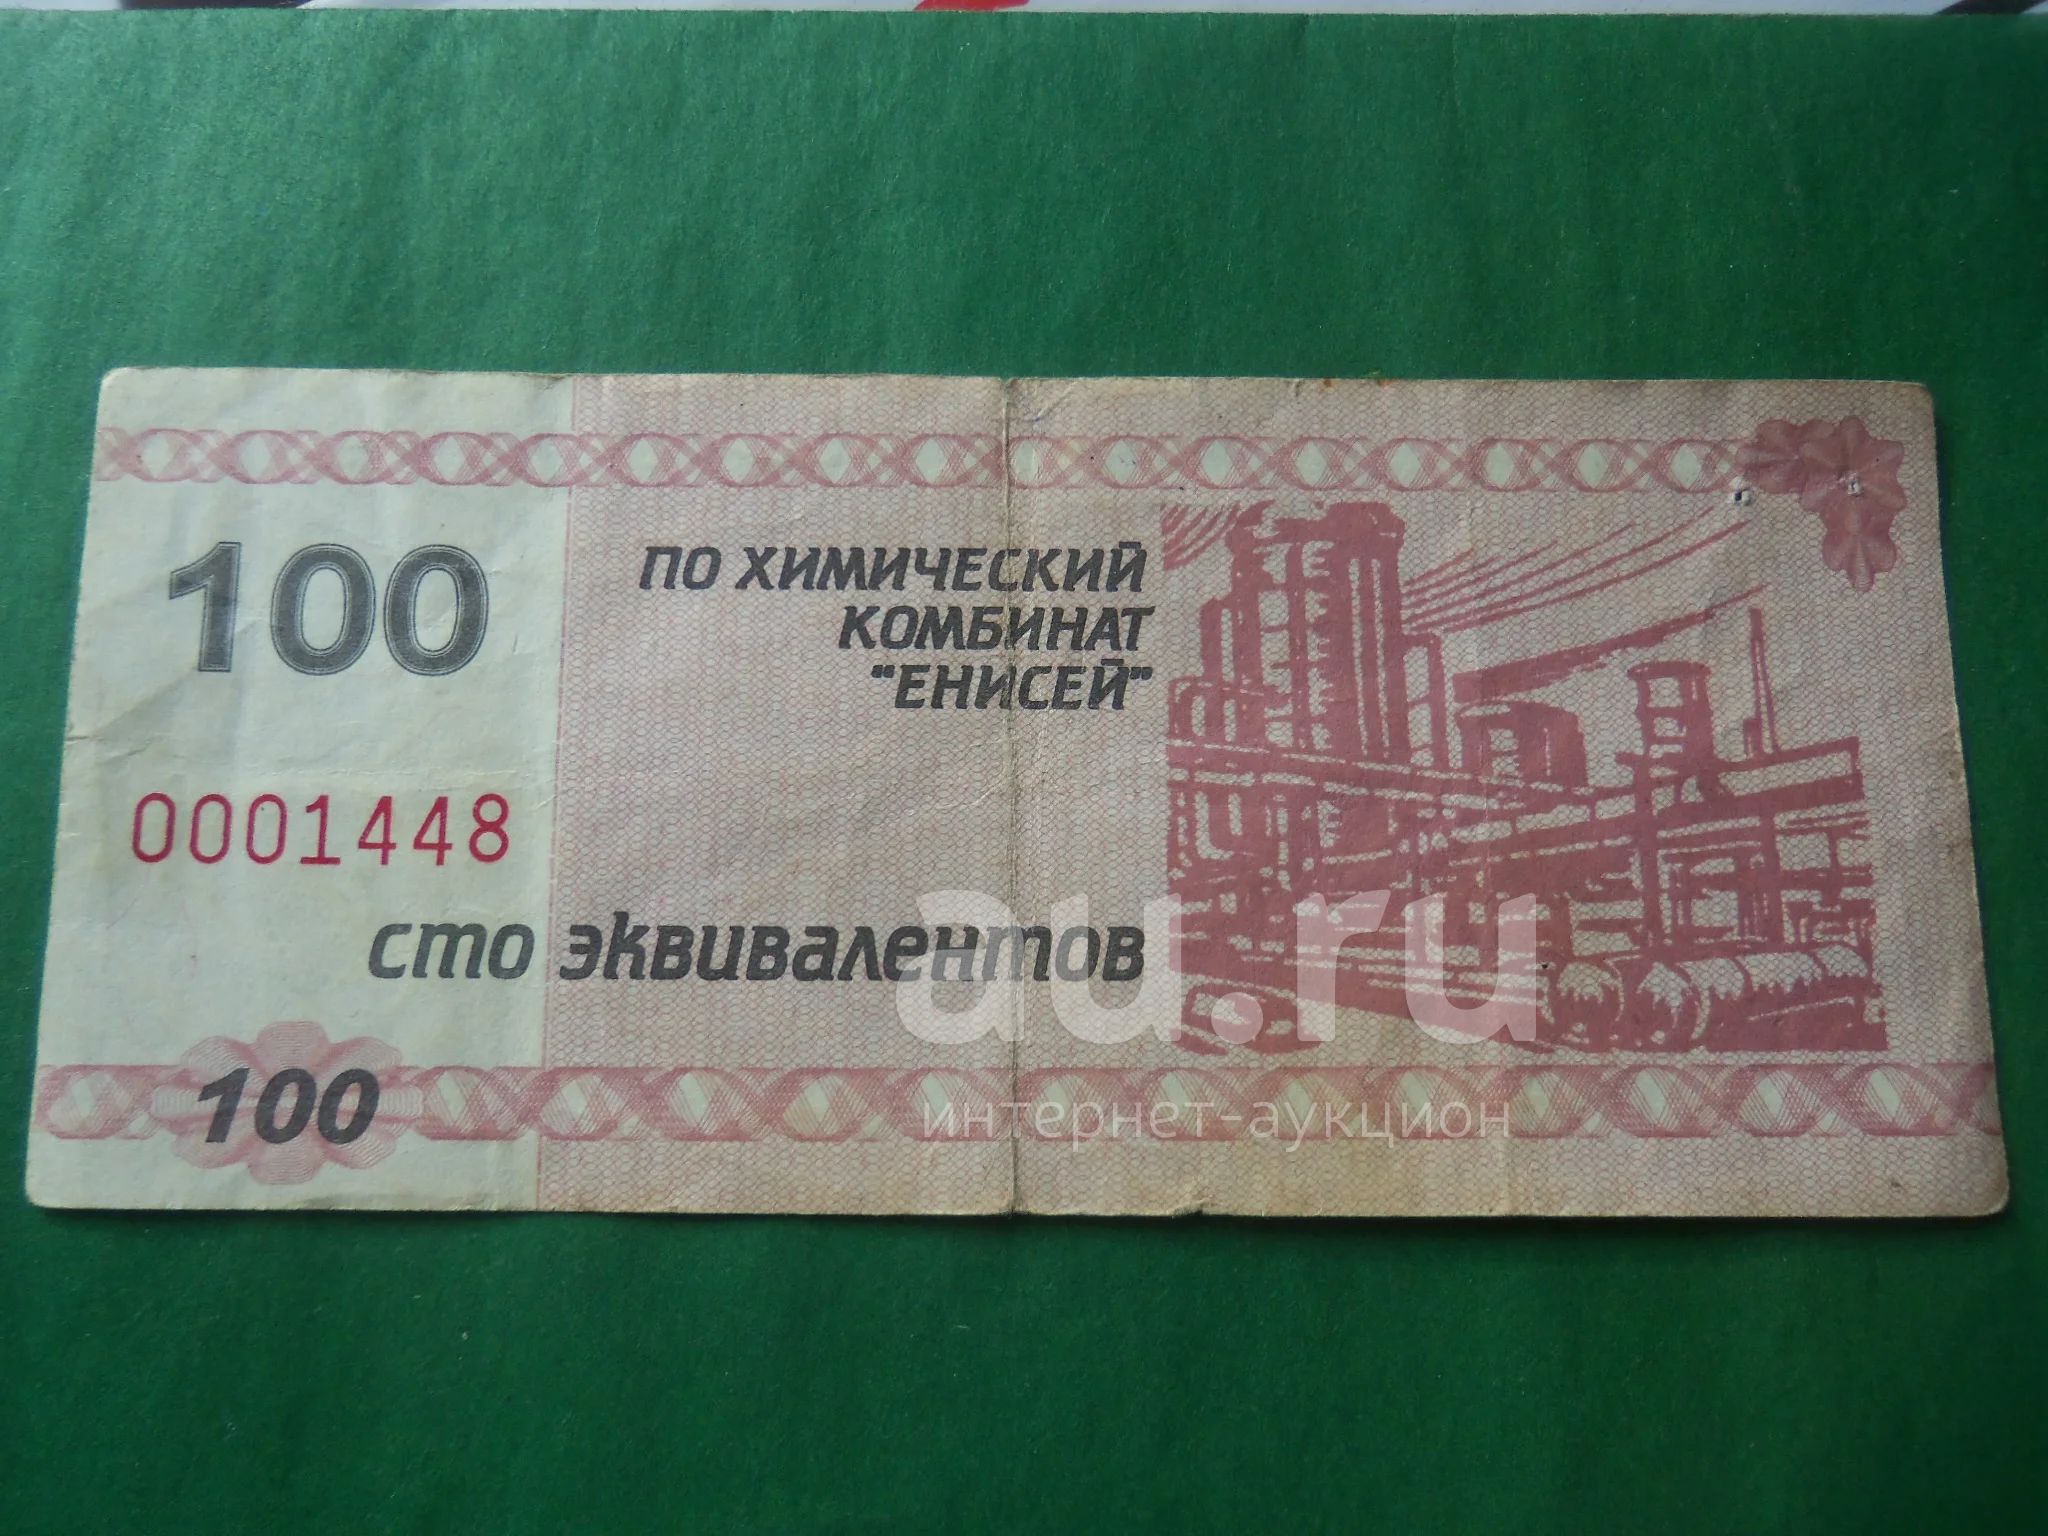 100
ПО ХИМИЧЕСКИЙ
КОМБИНАТ
"ЕНИСЕЙ"
0001448
сто эквивалентов
100
au.ru
интернет-аукцион